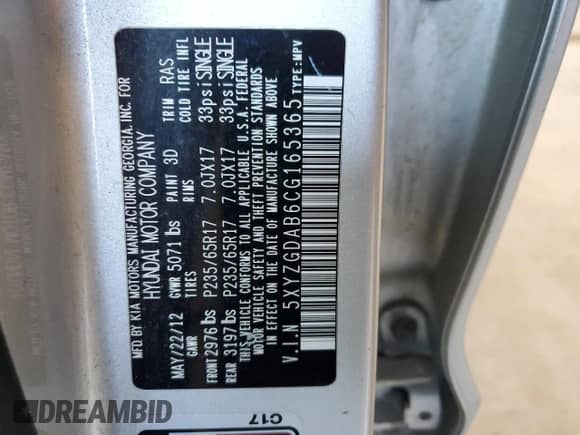 MFD BY KIA MOTORS MANUFACTURING GEORGIA, INC. FOR
HYUNDAI MOTOR COMPANY
MAY/22/12 GVWR 5071 lbs PAINT 3D TRIM RAS
GAWR TIRES RIMS COLD TIRE INFL
FRONT 2976 lbs P235/65R17 7.0JX17 33psi SINGLE
REAR 3197 lbs P235/65R17 7.0JX17 33psi SINGLE
THIS VEHICLE CONFORMS TO ALL APPLICABLE U.S.A. FEDERAL
MOTOR VEHICLE SAFETY AND THEFT PREVENTION STANDARDS
IN EFFECT ON THE DATE OF MANUFACTURE SHOWN ABOVE
V.I.N 5XYZGDAB6CG165365 TYPE:MPV
C17
DREAMBID